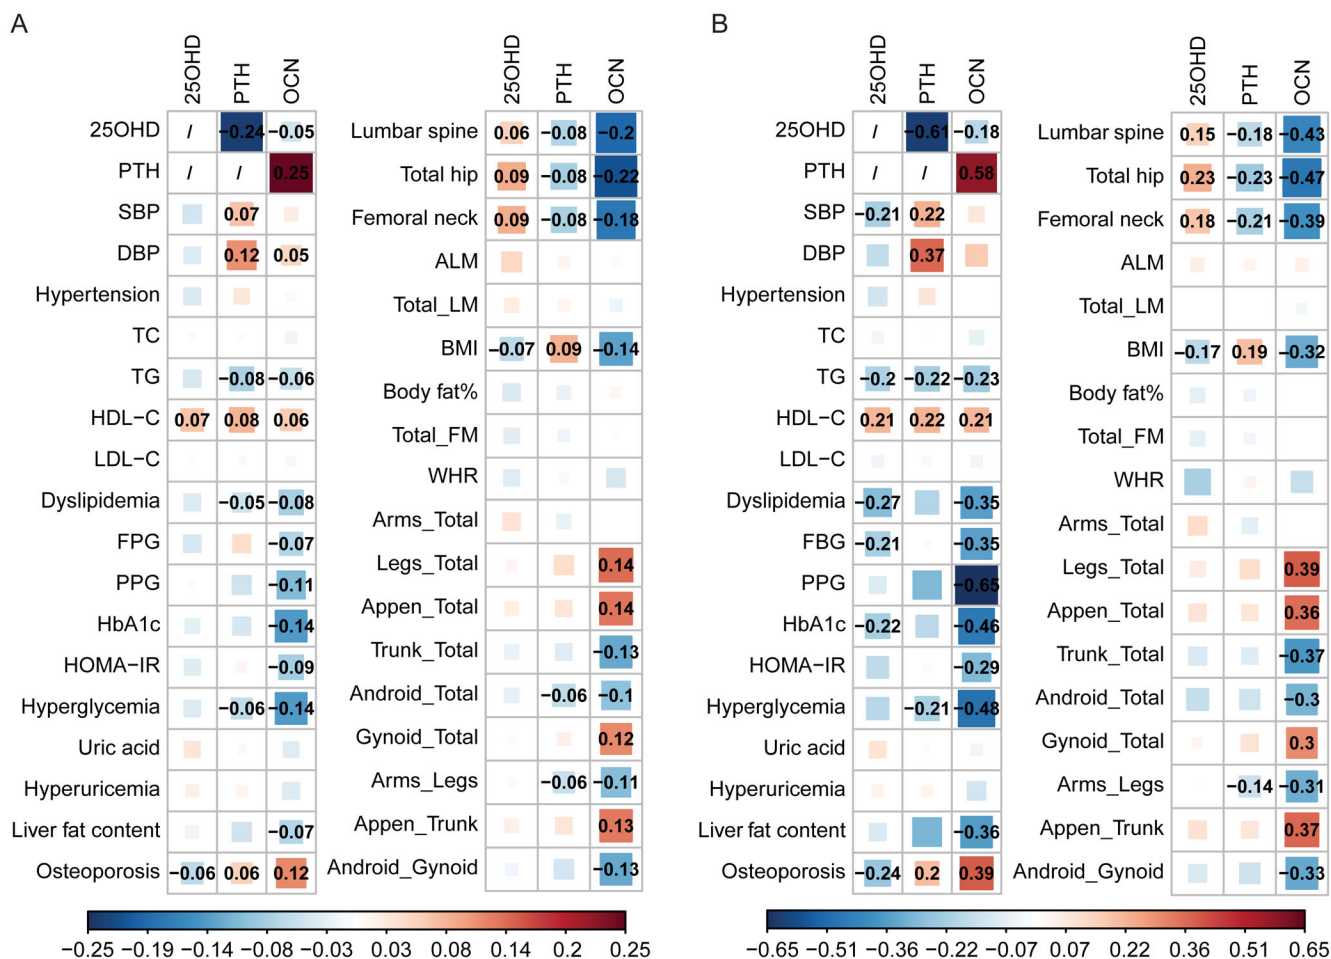 A
25OHD PTH OCN
25OHD / −0.24 −0.05
PTH / / 0.25
SBP 0.07
DBP 0.12 0.05
Hypertension
TC
TG −0.08 −0.06
HDL−C 0.07 0.08 0.06
LDL−C
Dyslipidemia −0.05 −0.08
FPG −0.07
PPG −0.11
HbA1c −0.14
HOMA−IR −0.09
Hyperglycemia −0.06 −0.14
Uric acid
Hyperuricemia
Liver fat content −0.07
Osteoporosis −0.06 0.06 0.12
25OHD PTH OCN
Lumbar spine 0.06 −0.08 −0.2
Total hip 0.09 −0.08 −0.22
Femoral neck 0.09 −0.08 −0.18
ALM
Total_LM
BMI −0.07 0.09 −0.14
Body fat%
Total_FM
WHR
Arms_Total
Legs_Total 0.14
Appen_Total 0.14
Trunk_Total −0.13
Android_Total −0.06 −0.1
Gynoid_Total 0.12
Arms_Legs −0.06 −0.11
Appen_Trunk 0.13
Android_Gynoid −0.13
−0.25 −0.19 −0.14 −0.08 −0.03 0.03 0.08 0.14 0.2 0.25
B
25OHD PTH OCN
25OHD / −0.61 −0.18
PTH / / 0.58
SBP −0.21 0.22
DBP 0.37
Hypertension
TC
TG −0.2 −0.22 −0.23
HDL−C 0.21 0.22 0.21
LDL−C
Dyslipidemia −0.27 −0.35
FBG −0.21 −0.35
PPG −0.65
HbA1c −0.22 −0.46
HOMA−IR −0.29
Hyperglycemia −0.21 −0.48
Uric acid
Hyperuricemia
Liver fat content −0.36
Osteoporosis −0.24 0.2 0.39
25OHD PTH OCN
Lumbar spine 0.15 −0.18 −0.43
Total hip 0.23 −0.23 −0.47
Femoral neck 0.18 −0.21 −0.39
ALM
Total_LM
BMI −0.17 0.19 −0.32
Body fat%
Total_FM
WHR
Arms_Total
Legs_Total 0.39
Appen_Total 0.36
Trunk_Total −0.37
Android_Total −0.3
Gynoid_Total 0.3
Arms_Legs −0.14 −0.31
Appen_Trunk 0.37
Android_Gynoid −0.33
−0.65 −0.51 −0.36 −0.22 −0.07 0.07 0.22 0.36 0.51 0.65